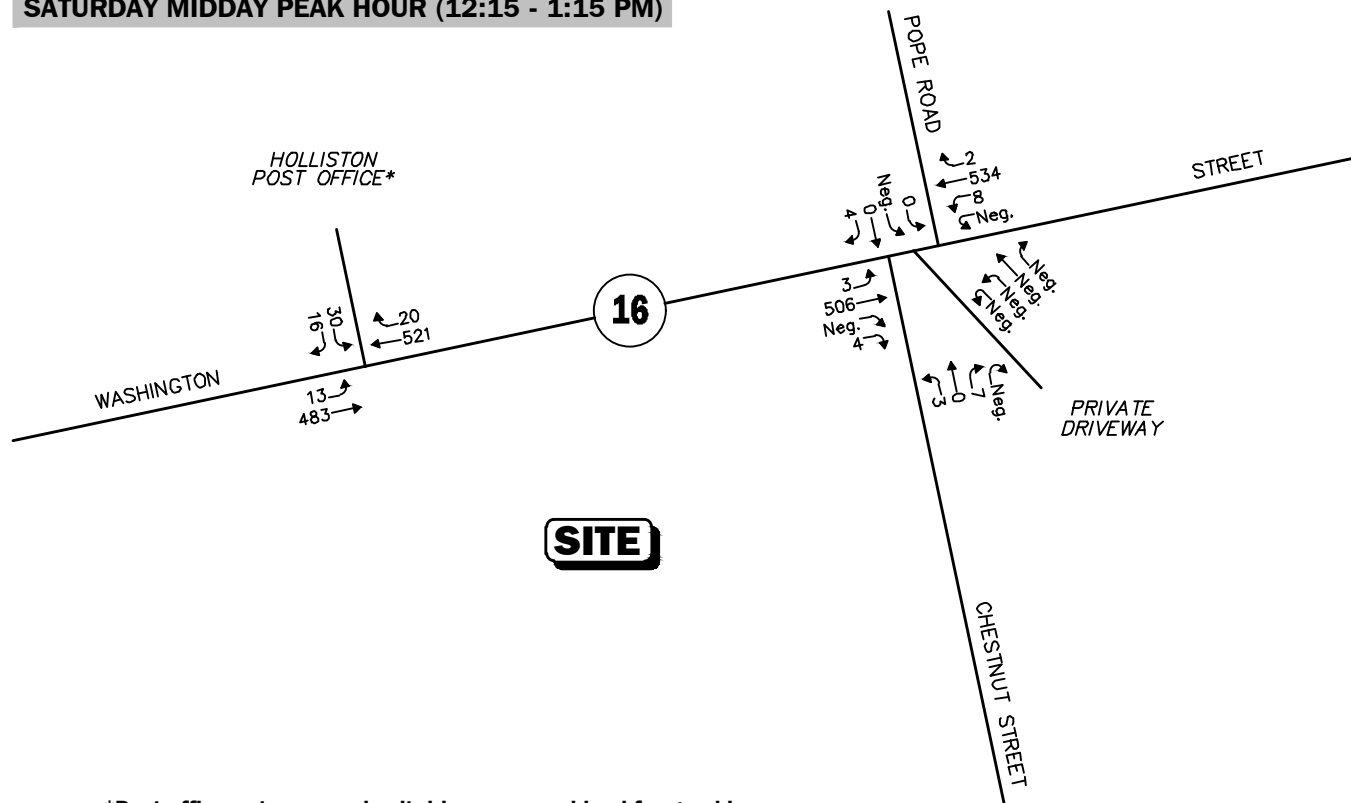 SATURDAY MIDDAY PEAK HOUR (12:15 - 1:15 PM)
POPE ROAD
HOLLISTON
POST OFFICE*
STREET
2
534
8
Neg.
4
0
Neg.
0
3
506
Neg.
4
Neg.
Neg.
Neg.
Neg.
3
0
7
Neg.
16
16
30
20
521
13
483
WASHINGTON
PRIVATE
DRIVEWAY
SITE
CHESTNUT STREET